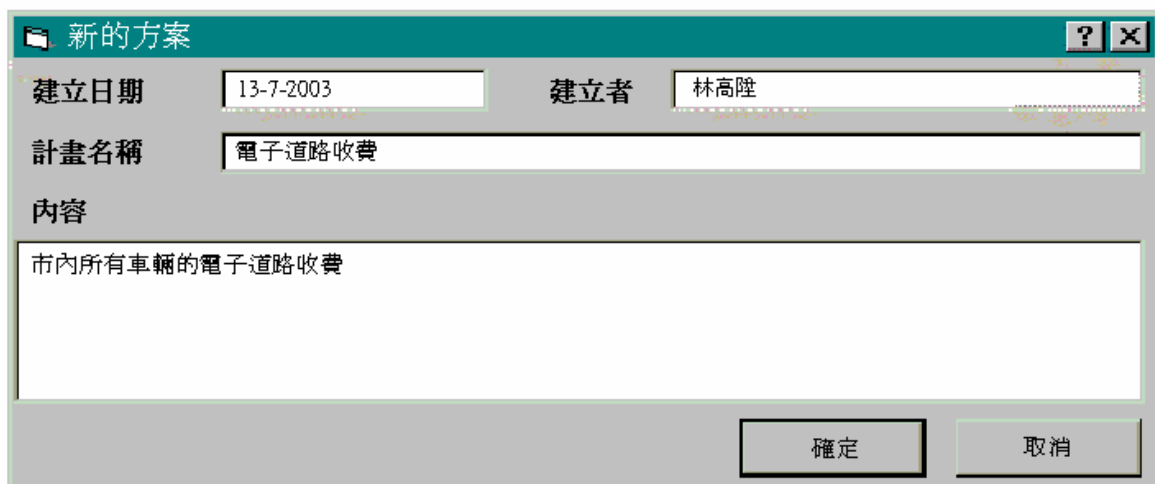 新的方案
建立日期 13-7-2003 建立者 林高陞
計畫名稱 電子道路收費
內容
市內所有車輛的電子道路收費
確定 取消